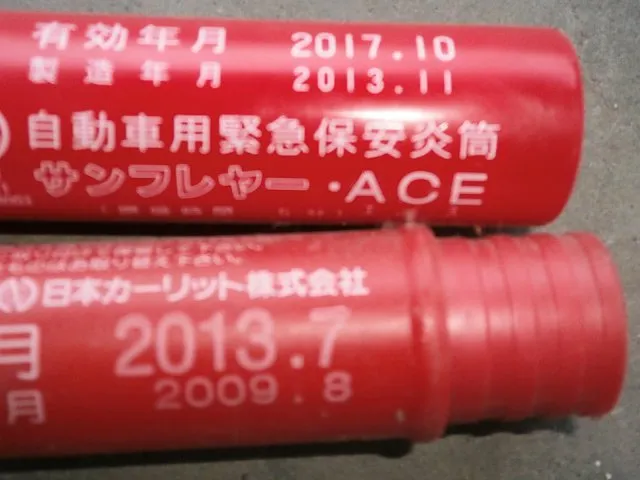 有効年月 2017.10
製造年月 2013.11
自動車用緊急保安炎筒
サンフレヤー・ACE
日本カーリット株式会社
月 2013.7
月 2009.8